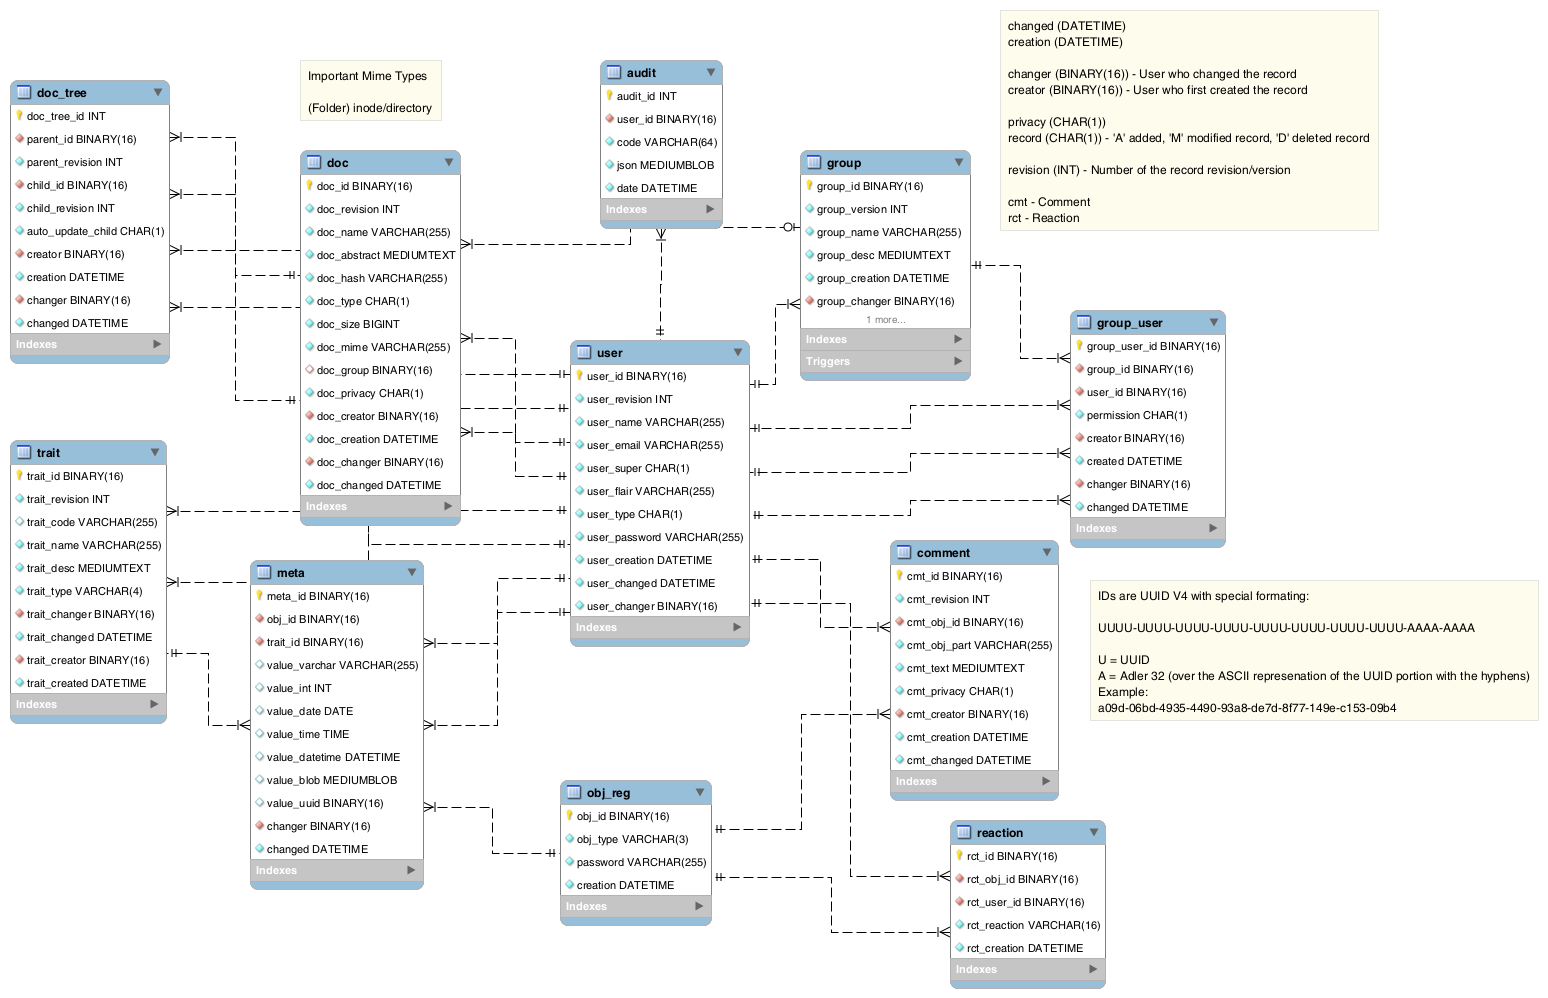 changed (DATETIME)
creation (DATETIME)
changer (BINARY(16)) - User who changed the record
creator (BINARY(16)) - User who first created the record
privacy (CHAR(1))
record (CHAR(1)) - 'A' added, 'M' modified record, 'D' deleted record
revision (INT) - Number of the record revision/version
cmt - Comment
rct - Reaction
Important Mime Types
(Folder) inode/directory
doc_tree
doc_tree_id INT
parent_id BINARY(16)
parent_revision INT
child_id BINARY(16)
child_revision INT
auto_update_child CHAR(1)
creator BINARY(16)
creation DATETIME
changer BINARY(16)
changed DATETIME
Indexes
doc
doc_id BINARY(16)
doc_revision INT
doc_name VARCHAR(255)
doc_abstract MEDIUMTEXT
doc_hash VARCHAR(255)
doc_type CHAR(1)
doc_size BIGINT
doc_mime VARCHAR(255)
doc_group BINARY(16)
doc_privacy CHAR(1)
doc_creator BINARY(16)
doc_creation DATETIME
doc_changer BINARY(16)
doc_changed DATETIME
Indexes
audit
audit_id INT
user_id BINARY(16)
code VARCHAR(64)
json MEDIUMBLOB
date DATETIME
Indexes
group
group_id BINARY(16)
group_version INT
group_name VARCHAR(255)
group_desc MEDIUMTEXT
group_creation DATETIME
group_changer BINARY(16)
1 more...
Indexes
Triggers
group_user
group_user_id BINARY(16)
group_id BINARY(16)
user_id BINARY(16)
permission CHAR(1)
creator BINARY(16)
created DATETIME
changer BINARY(16)
changed DATETIME
Indexes
user
user_id BINARY(16)
user_revision INT
user_name VARCHAR(255)
user_email VARCHAR(255)
user_super CHAR(1)
user_flair VARCHAR(255)
user_type CHAR(1)
user_password VARCHAR(255)
user_creation DATETIME
user_changed DATETIME
user_changer BINARY(16)
Indexes
trait
trait_id BINARY(16)
trait_revision INT
trait_code VARCHAR(255)
trait_name VARCHAR(255)
trait_desc MEDIUMTEXT
trait_type VARCHAR(4)
trait_changer BINARY(16)
trait_changed DATETIME
trait_creator BINARY(16)
trait_created DATETIME
Indexes
meta
meta_id BINARY(16)
obj_id BINARY(16)
trait_id BINARY(16)
value_varchar VARCHAR(255)
value_int INT
value_date DATE
value_time TIME
value_datetime DATETIME
value_blob MEDIUMBLOB
value_uuid BINARY(16)
changer BINARY(16)
changed DATETIME
Indexes
comment
cmt_id BINARY(16)
cmt_revision INT
cmt_obj_id BINARY(16)
cmt_obj_part VARCHAR(255)
cmt_text MEDIUMTEXT
cmt_privacy CHAR(1)
cmt_creator BINARY(16)
cmt_creation DATETIME
cmt_changed DATETIME
Indexes
IDs are UUID V4 with special formating:
UUUU-UUUU-UUUU-UUUU-UUUU-UUUU-UUUU-UUUU-AAAA-AAAA
U = UUID
A = Adler 32 (over the ASCII represenation of the UUID portion with the hyphens)
Example:
a09d-06bd-4935-4490-93a8-de7d-8f77-149e-c153-09b4
obj_reg
obj_id BINARY(16)
obj_type VARCHAR(3)
password VARCHAR(255)
creation DATETIME
Indexes
reaction
rct_id BINARY(16)
rct_obj_id BINARY(16)
rct_user_id BINARY(16)
rct_reaction VARCHAR(16)
rct_creation DATETIME
Indexes